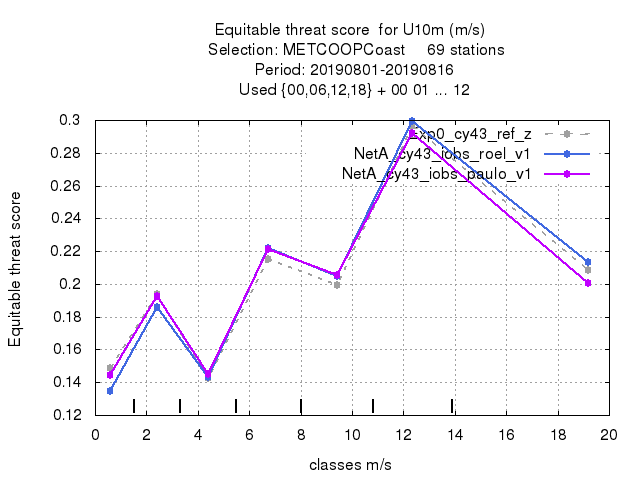 Equitable threat score  for U10m (m/s)
Selection: METCOOPCoast     69 stations
Period: 20190801-20190816
Used {00,06,12,18} + 00 01 ... 12
0.3
0.28
0.26
0.24
0.22
0.2
0.18
0.16
0.14
0.12
Equitable threat score
exp0_cy43_ref_z
NetA_cy43_iobs_roel_v1
NetA_cy43_iobs_paulo_v1
0 2 4 6 8 10 12 14 16 18 20
classes m/s